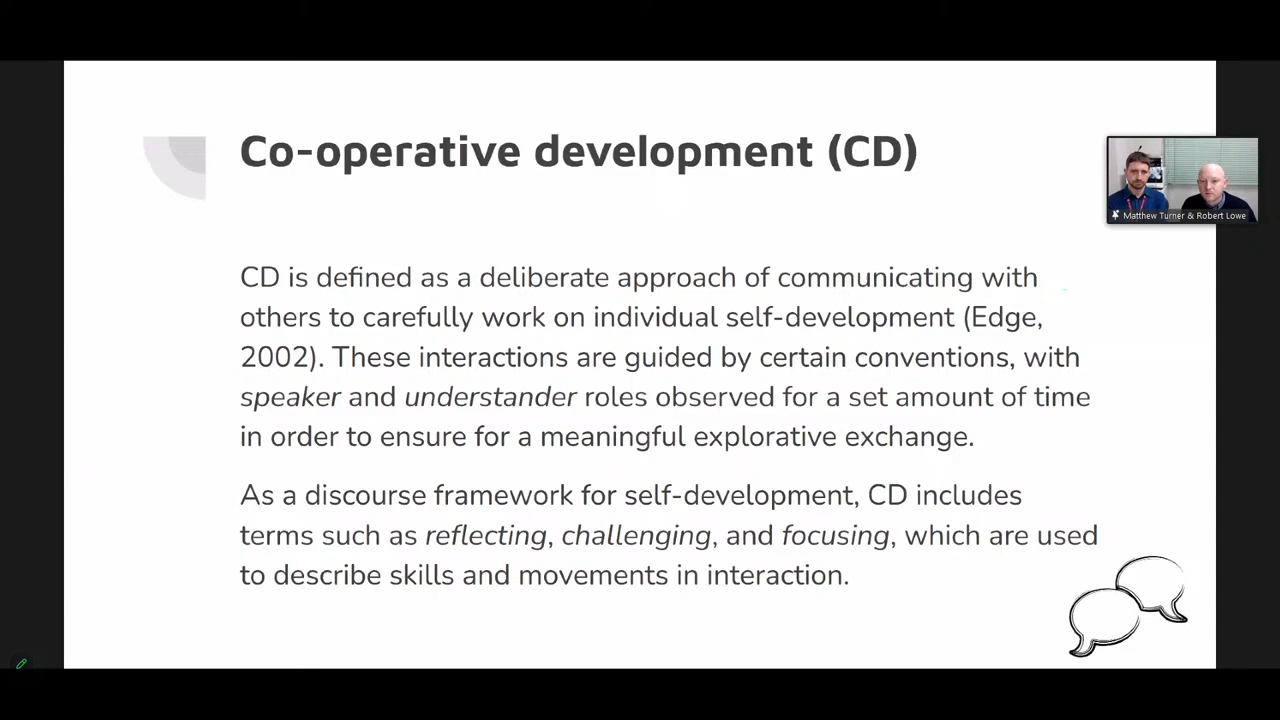 Co-operative development (CD)
Matthew Turner & Robert Lowe
CD is defined as a deliberate approach of communicating with
others to carefully work on individual self-development (Edge,
2002). These interactions are guided by certain conventions, with
speaker and understander roles observed for a set amount of time
in order to ensure for a meaningful explorative exchange.
As a discourse framework for self-development, CD includes
terms such as reflecting, challenging, and focusing, which are used
to describe skills and movements in interaction.